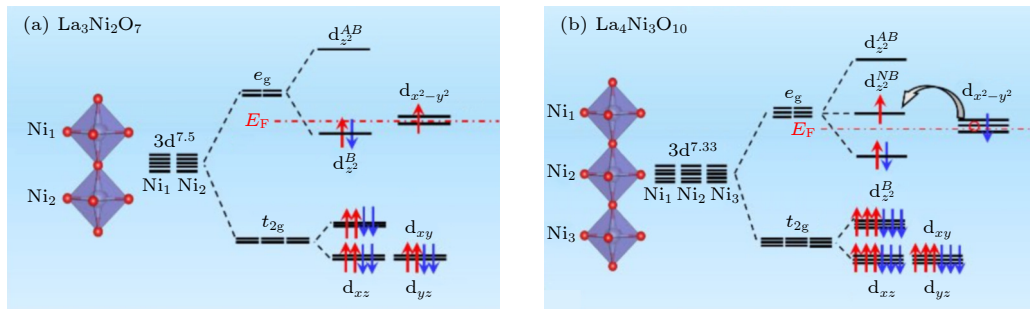 (a) La₃Ni₂O₇
d_{z²}^{AB}
e_g
d_{x²−y²}
Ni₁
E_F
3d^{7.5}
d_{z²}^{B}
Ni₁ Ni₂
Ni₂
t_{2g}
d_{xy}
d_{xz} d_{yz}
(b) La₄Ni₃O₁₀
d_{z²}^{AB}
d_{z²}^{NB}
e_g
d_{x²−y²}
Ni₁
E_F
3d^{7.33}
Ni₂
Ni₁ Ni₂ Ni₃
d_{z²}^{B}
Ni₃
t_{2g}
d_{xy}
d_{xz} d_{yz}